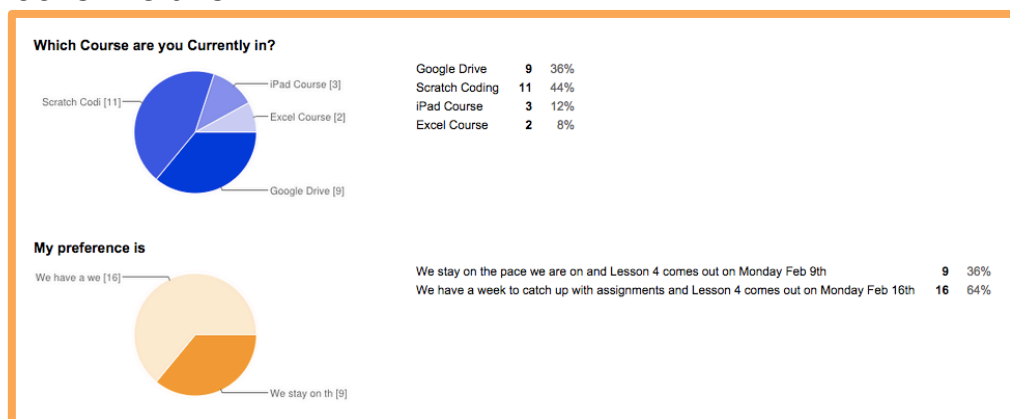 Which Course are you Currently in?
Scratch Codi [11]
iPad Course [3]
Excel Course [2]
Google Drive [9]
Google Drive 9 36%
Scratch Coding 11 44%
iPad Course 3 12%
Excel Course 2 8%
My preference is
We have a we [16]
We stay on th [9]
We stay on the pace we are on and Lesson 4 comes out on Monday Feb 9th 9 36%
We have a week to catch up with assignments and Lesson 4 comes out on Monday Feb 16th 16 64%